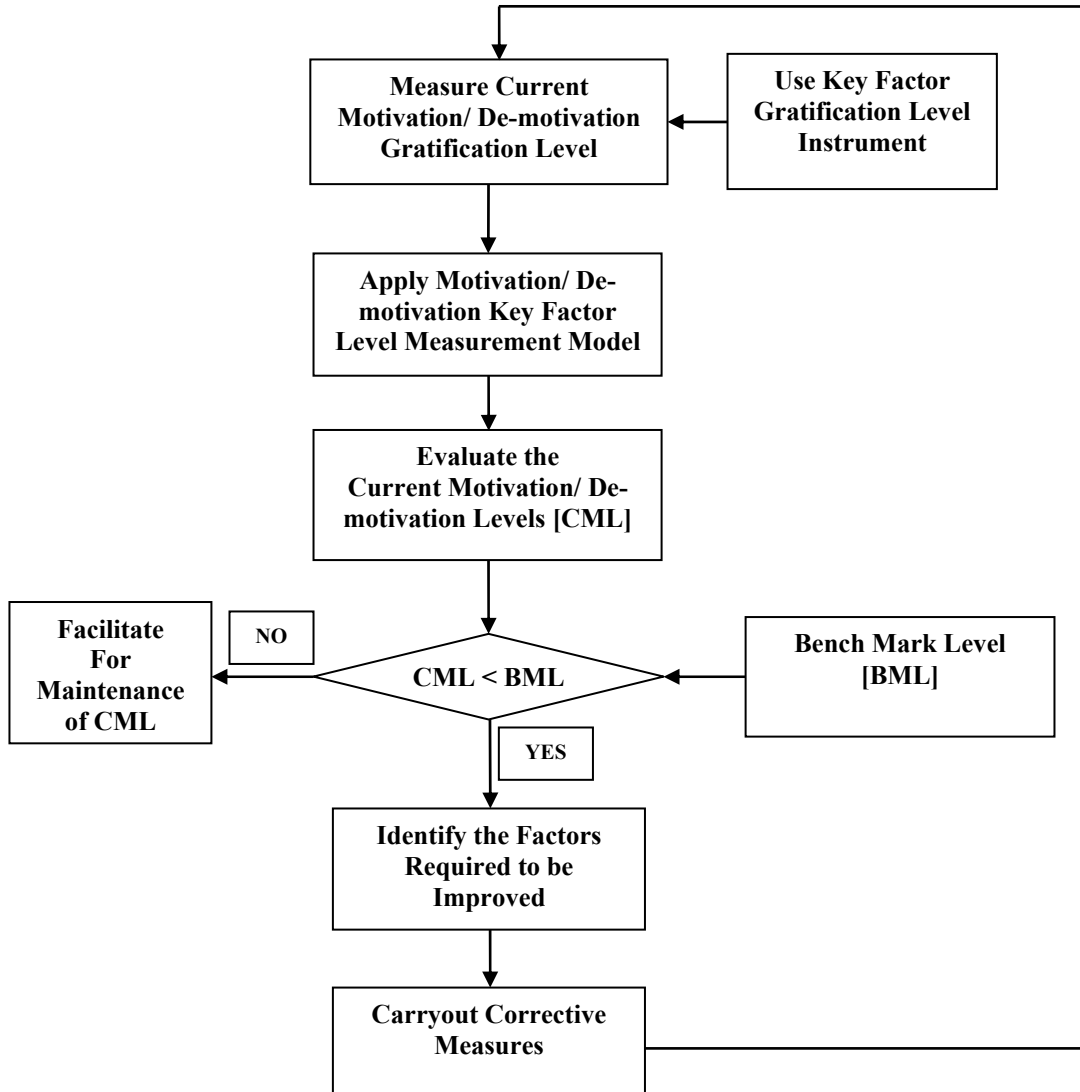 Measure Current
Motivation/ De-motivation
Gratification Level
Use Key Factor
Gratification Level
Instrument
Apply Motivation/ De-
motivation Key Factor
Level Measurement Model
Evaluate the
Current Motivation/ De-
motivation Levels [CML]
Facilitate
For
Maintenance
of CML
NO
CML < BML
Bench Mark Level
[BML]
YES
Identify the Factors
Required to be
Improved
Carryout Corrective
Measures